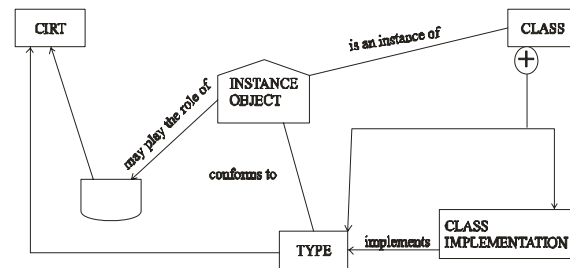 CIRT
CLASS
is an instance of
INSTANCE
OBJECT
may play the role of
conforms to
CLASS
IMPLEMENTATION
implements
TYPE